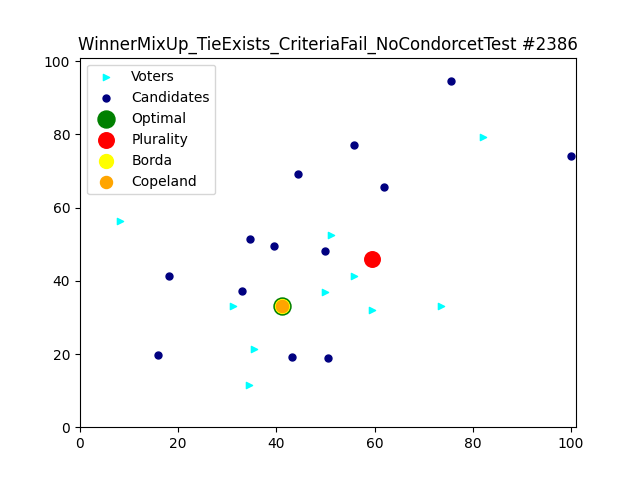 WinnerMixUp_TieExists_CriteriaFail_NoCondorcetTest #2386
100
80
60
40
20
0
Voters
Candidates
Optimal
Plurality
Borda
Copeland
0
20
40
60
80
100